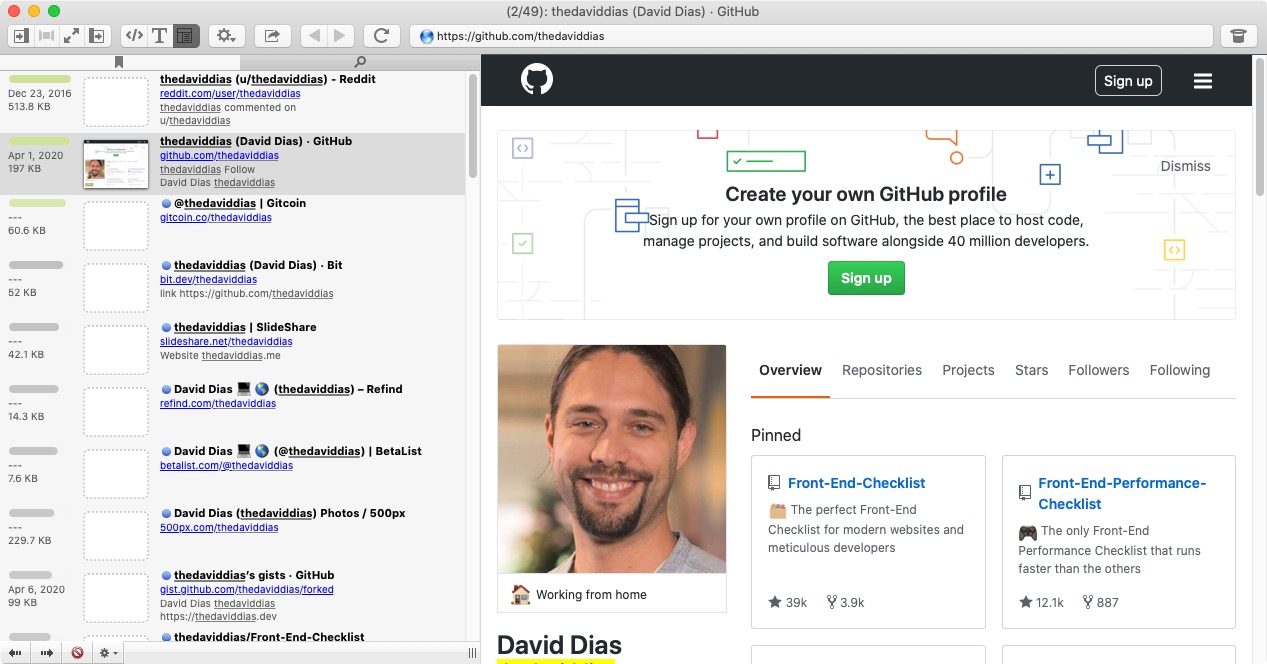 (2/49): thedaviddias (David Dias) · GitHub
https://github.com/thedaviddias
Dec 23, 2016
513.8 KB
thedaviddias (u/thedaviddias) - Reddit
reddit.com/user/thedaviddias
thedaviddias commented on
u/thedaviddias
Apr 1, 2020
197 KB
thedaviddias (David Dias) · GitHub
github.com/thedaviddias
thedaviddias Follow
David Dias thedaviddias
---
60.6 KB
@thedaviddias | Gitcoin
gitcoin.co/thedaviddias
---
52 KB
thedaviddias (David Dias) · Bit
bit.dev/thedaviddias
link https://github.com/thedaviddias
---
42.1 KB
thedaviddias | SlideShare
slideshare.net/thedaviddias
Website thedaviddias.me
---
14.3 KB
David Dias 💻 🌎 (thedaviddias) – Refind
refind.com/thedaviddias
---
7.6 KB
David Dias 💻 🌎 (@thedaviddias) | BetaList
betalist.com/@thedaviddias
---
229.7 KB
David Dias (thedaviddias) Photos / 500px
500px.com/thedaviddias
Apr 6, 2020
99 KB
thedaviddias's gists · GitHub
gist.github.com/thedaviddias/forked
David Dias thedaviddias
https://thedaviddias.dev
thedaviddias/Front-End-Checklist
Sign up
Dismiss
Create your own GitHub profile
Sign up for your own profile on GitHub, the best place to host code,
manage projects, and build software alongside 40 million developers.
Sign up
Overview Repositories Projects Stars Followers Following
Pinned
Front-End-Checklist
🗂 The perfect Front-End
Checklist for modern websites and
meticulous developers
39k 3.9k
Front-End-Performance-
Checklist
🎮 The only Front-End
Performance Checklist that runs
faster than the others
12.1k 887
🏠 Working from home
David Dias